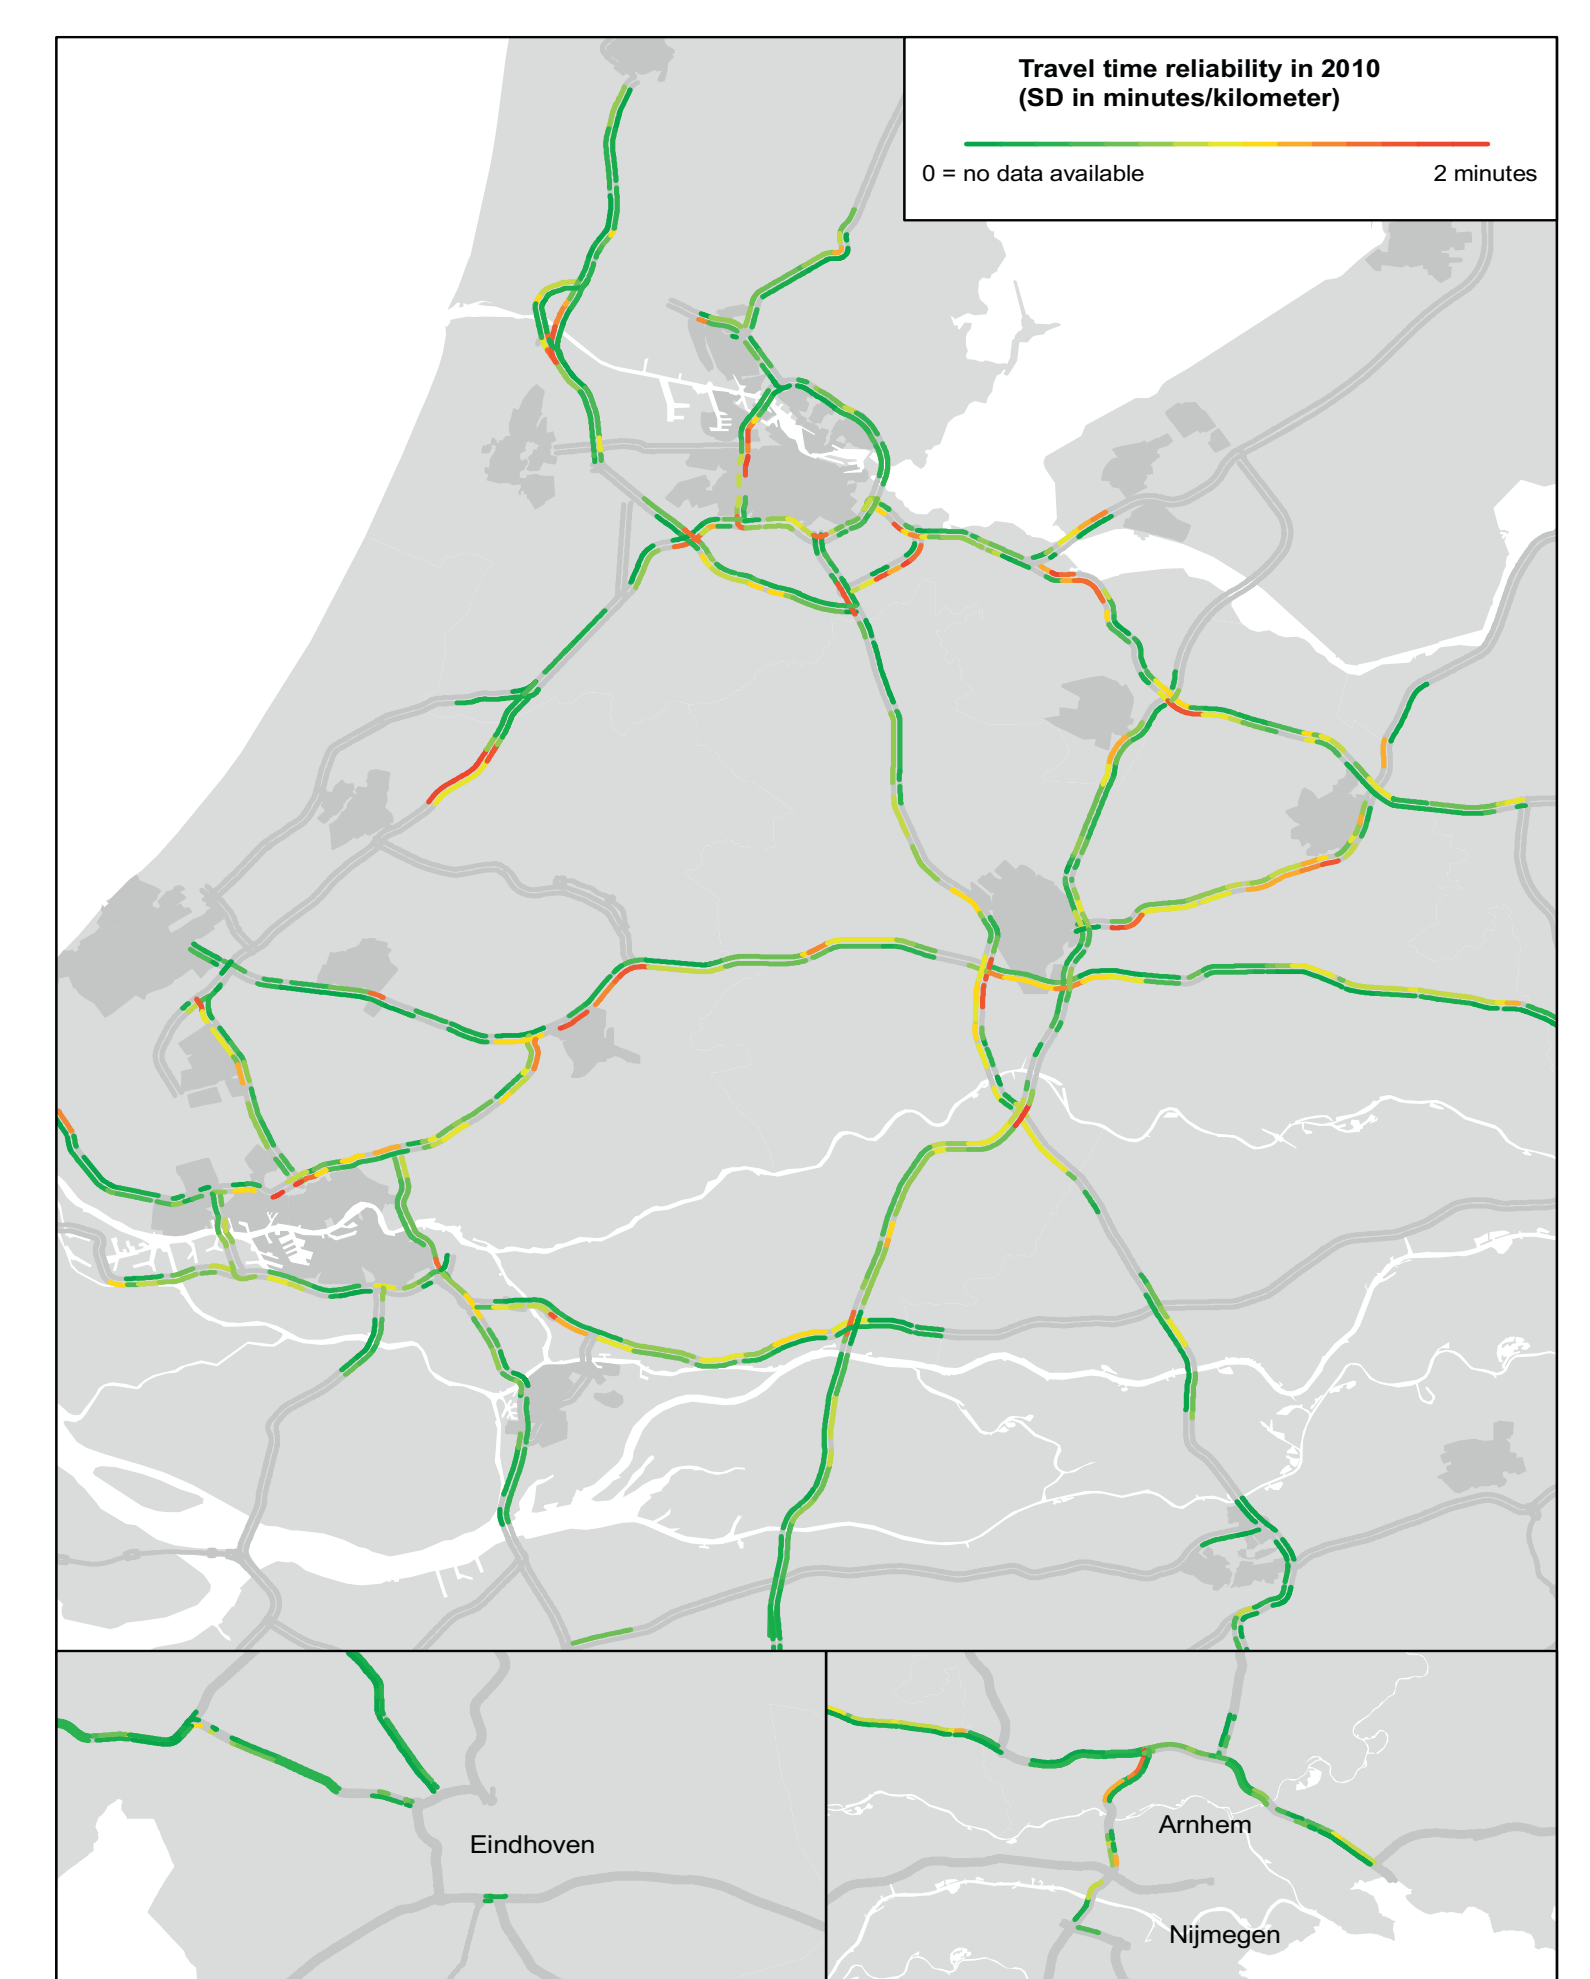 Travel time reliability in 2010
(SD in minutes/kilometer)
0 = no data available
2 minutes
Eindhoven
Arnhem
Nijmegen